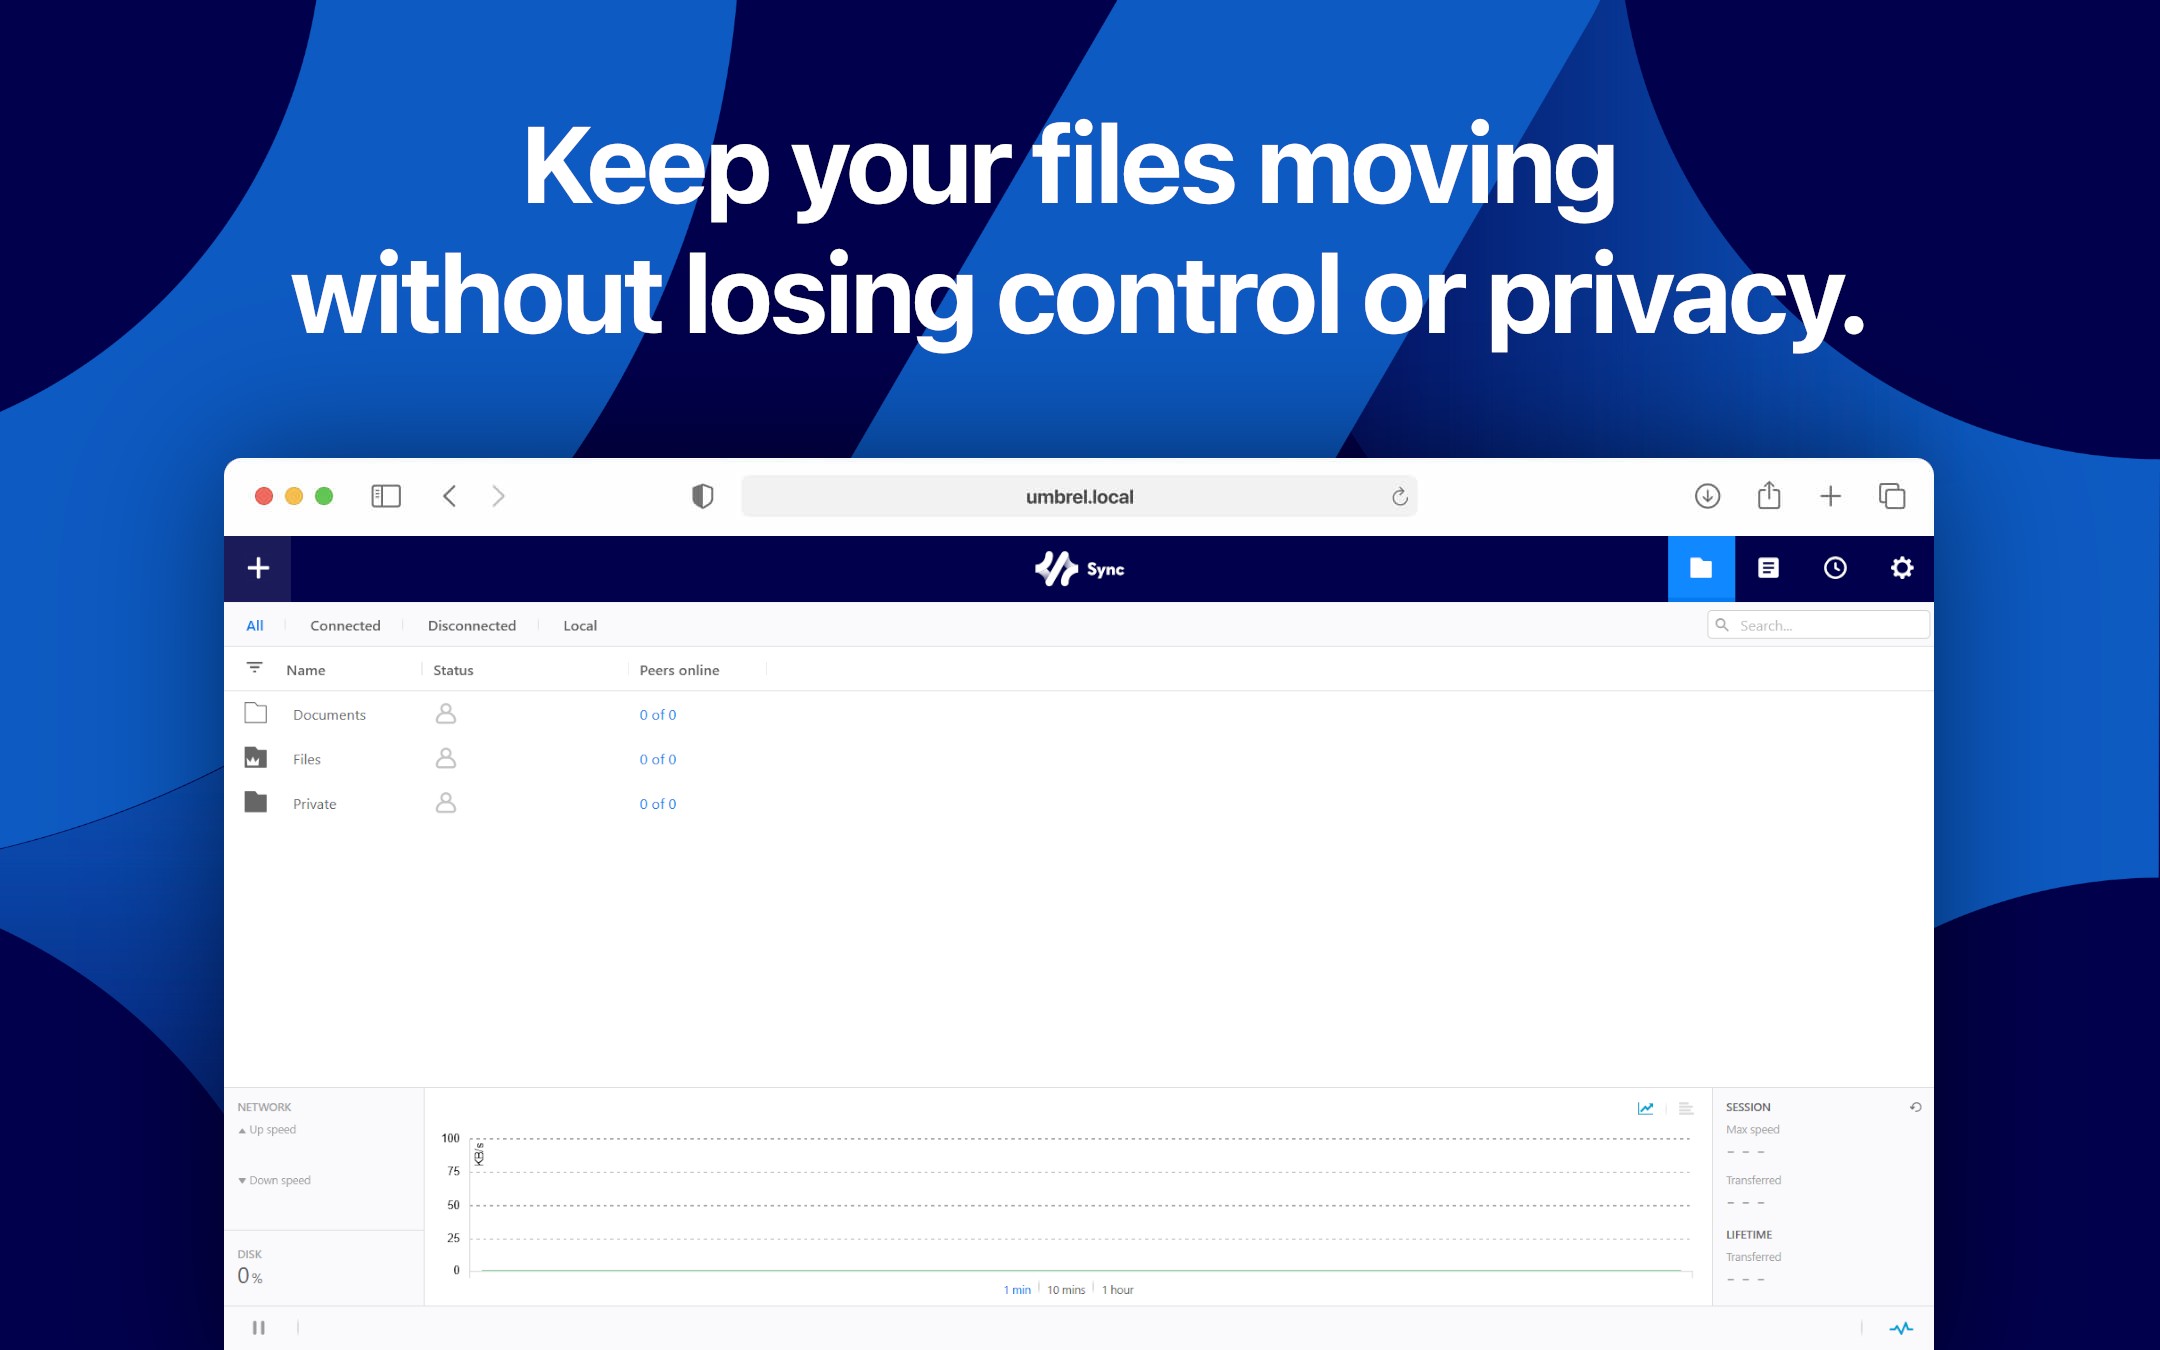 Keep your files moving
without losing control or privacy.
umbrel.local
Sync
All
Connected
Disconnected
Local
Search...
Name
Status
Peers online
Documents
0 of 0
Files
0 of 0
Private
0 of 0
NETWORK
Up speed
Down speed
DISK
0 %
100
75
50
25
0
KB/s
1 min
10 mins
1 hour
SESSION
Max speed
- - -
Transferred
- - -
LIFETIME
Transferred
- - -